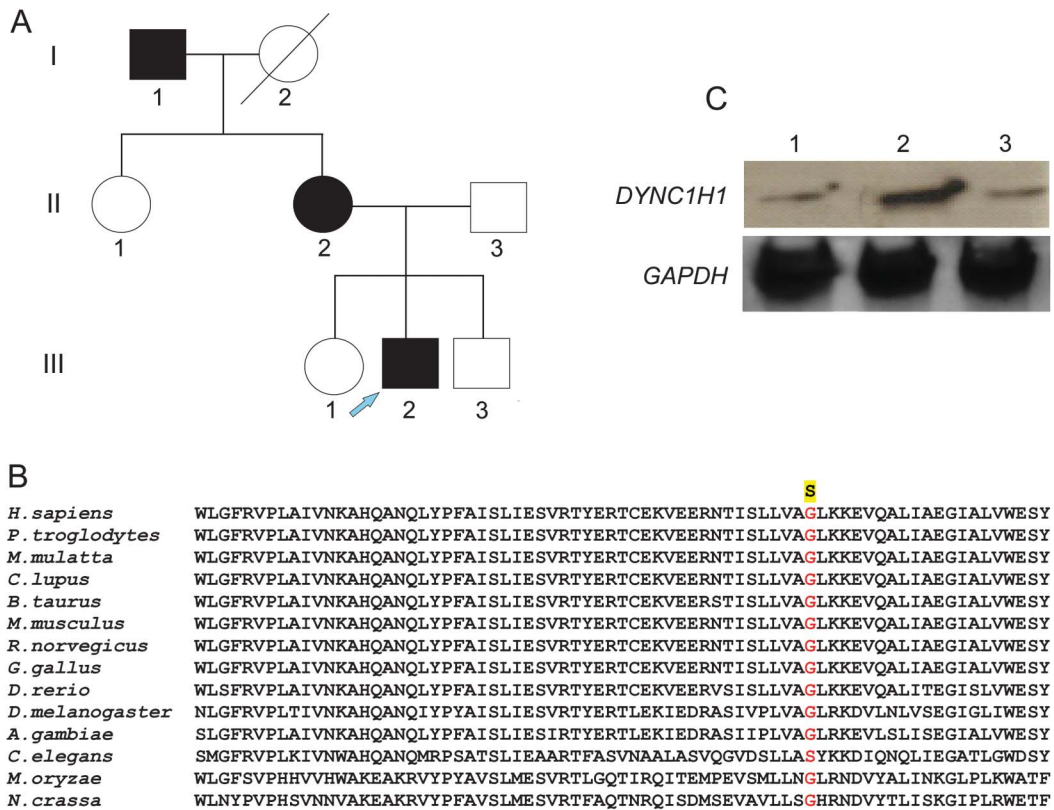 A
I
1
2
II
1
2
3
III
1
2
3
C
1 2 3
DYNC1H1
GAPDH
B
S
H.sapiens WLGFRVPLAIVNKAHQANQLYPFAISLIESVRTYERTCEKVEERNTISLLVAGLKKEVQALIAEGIALVWESY
P.troglodytes WLGFRVPLAIVNKAHQANQLYPFAISLIESVRTYERTCEKVEERNTISLLVAGLKKEVQALIAEGIALVWESY
M.mulatta WLGFRVPLAIVNKAHQANQLYPFAISLIESVRTYERTCEKVEERNTISLLVAGLKKEVQALIAEGIALVWESY
C.lupus WLGFRVPLAIVNKAHQANQLYPFAISLIESVRTYERTCEKVEERNTISLLVAGLKKEVQALIAEGIALVWESY
B.taurus WLGFRVPLAIVNKAHQANQLYPFAISLIESVRTYERTCEKVEERSTISLLVAGLKKEVQALIAEGIALVWESY
M.musculus WLGFRVPLAIVNKAHQANQLYPFAISLIESVRTYERTCEKVEERNTISLLVAGLKKEVQALIAEGIALVWESY
R.norvegicus WLGFRVPLAIVNKAHQANQLYPFAISLIESVRTYERTCEKVEERNTISLLVAGLKKEVQALIAEGIALVWESY
G.gallus WLGFRVPLAIVNKAHQANQLYPFAISLIESVRTYERTCEKVEERNTISLLVAGLKKEVQALIAEGIALVWESY
D.rerio WLSFRVPLAIVNKAHQANQLYPFAISLIESVRTYERTCEKVEERVSISLLVAGLKKEVQALITEGISLVWESY
D.melanogaster NLGFRVPLTIVNKAHQANQIYPYAISLIESVRTYERTLEKIEDRASIVPLVAGLRKDVLNLVSEGIGLIWESY
A.gambiae SLGFRVPLAIVNKAHQANQLYPFAISLIESIRTYERTLEKIEDRASIIPLVAGLRKEVLSLISEGIALVWESY
C.elegans SMGFRVPLKIVNWAHQANQMRPSATSLIEAARTFASVNAALASVQGVDSLLASYKKDIQNQLIEGATLGWDSY
M.oryzae WLGFSVPHHVVHWAKEAKRVYPYAVSLMESVRTLGQTIRQITEMPEVSMLLNGLRNDVYALINKGLPLKWATF
N.crassa WLNYPVPHSVNNVAKEAKRVYPFAVSLMESVRTFAQTNRQISDMSEVAVLLSGHRNDVYTLISKGIPLRWETF